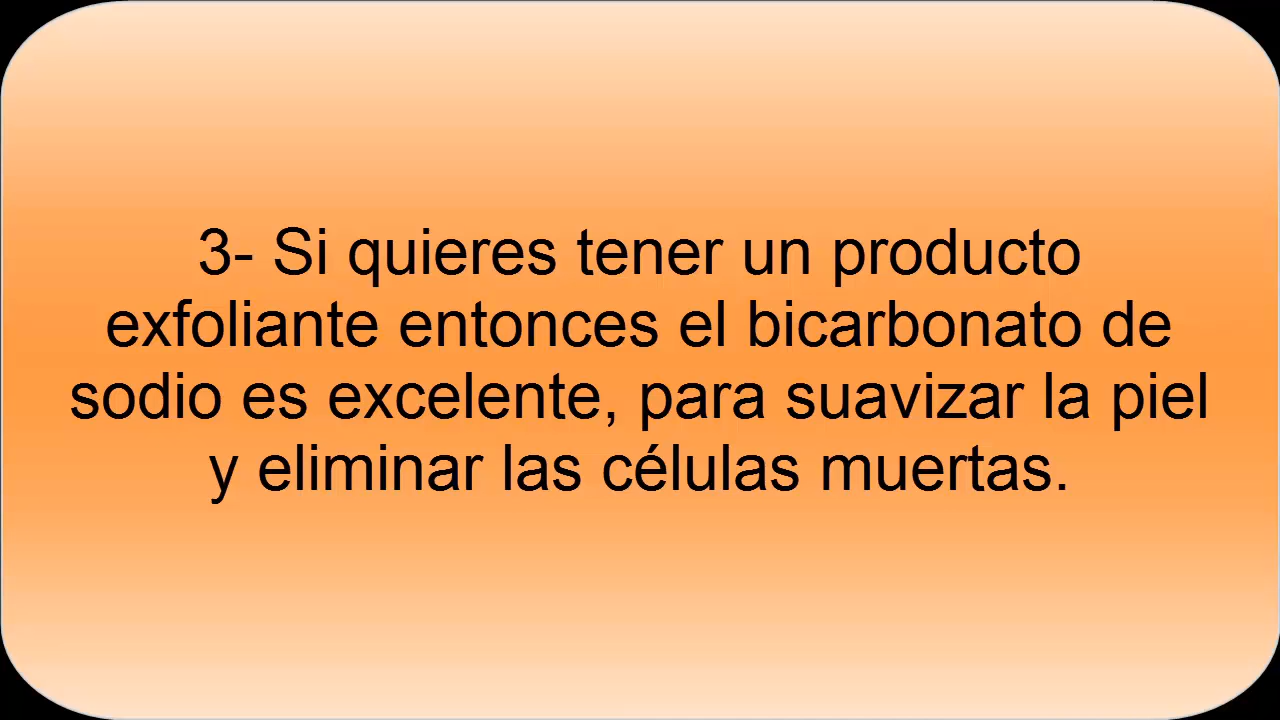 3- Si quieres tener un producto
exfoliante entonces el bicarbonato de
sodio es excelente, para suavizar la piel
y eliminar las células muertas.